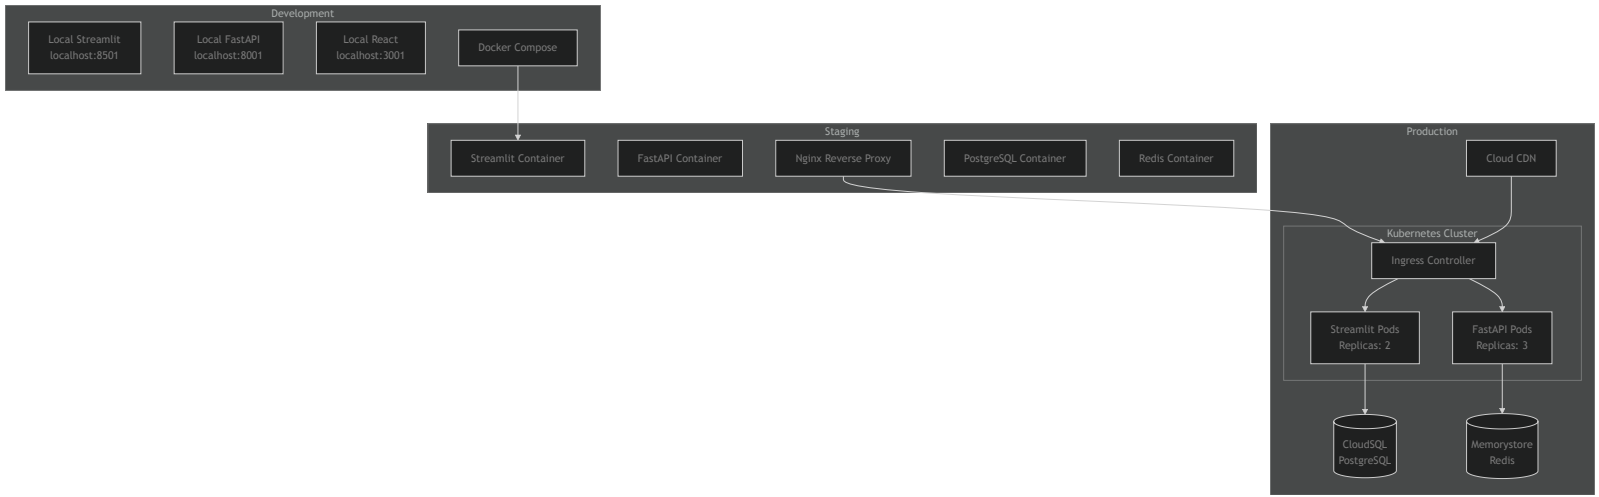 Development
Local Streamlit
localhost:8501
Local FastAPI
localhost:8001
Local React
localhost:3001
Docker Compose
Staging
Streamlit Container
FastAPI Container
Nginx Reverse Proxy
PostgreSQL Container
Redis Container
Production
Cloud CDN
Kubernetes Cluster
Ingress Controller
Streamlit Pods
Replicas: 2
FastAPI Pods
Replicas: 3
CloudSQL
PostgreSQL
Memorystore
Redis